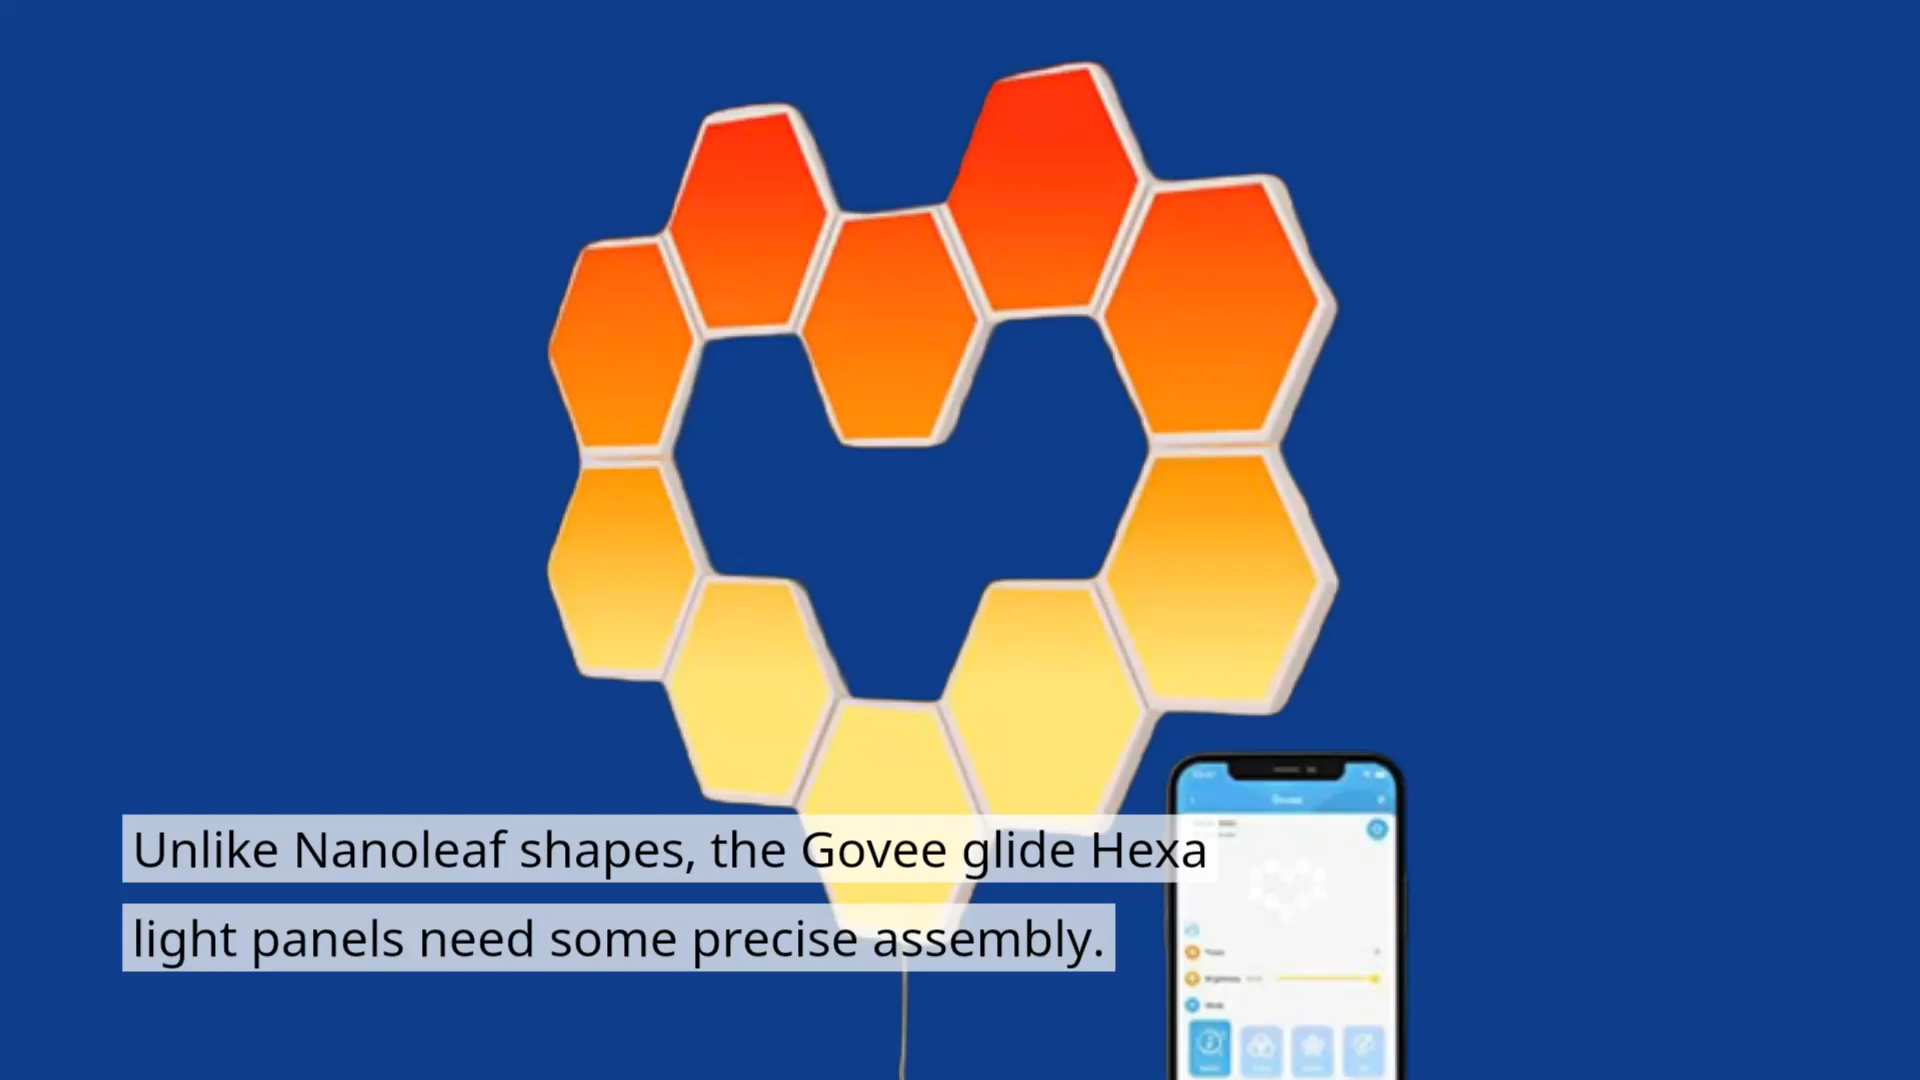 Unlike Nanoleaf shapes, the Govee glide Hexa
light panels need some precise assembly.